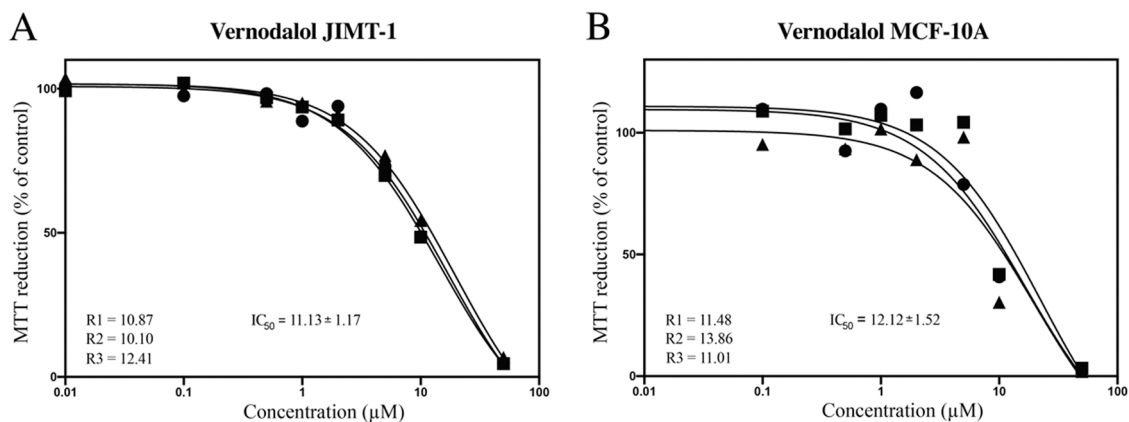 A
Vernodalol JIMT-1
MTT reduction (% of control)
100
50
0
R1 = 10.87
R2 = 10.10
R3 = 12.41
IC50 = 11.13 ± 1.17
0.01
0.1
1
10
100
Concentration (µM)
B
Vernodalol MCF-10A
MTT reduction (% of control)
100
50
0
R1 = 11.48
R2 = 13.86
R3 = 11.01
IC50 = 12.12 ± 1.52
0.01
0.1
1
10
100
Concentration (µM)